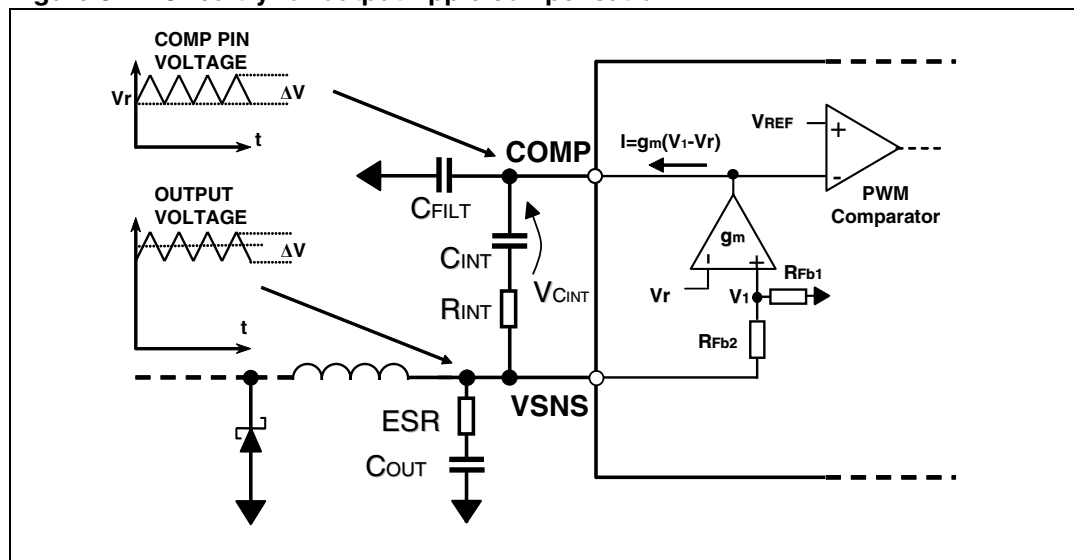 COMP PIN
VOLTAGE
Vr
ΔV
t
VREF
I=gm(V1-Vr)
COMP
+
-
PWM
Comparator
CFILT
OUTPUT
VOLTAGE
ΔV
t
CINT
VCINT
RINT
gm
-
+
Vr
V1
RFb1
RFb2
VSNS
ESR
COUT